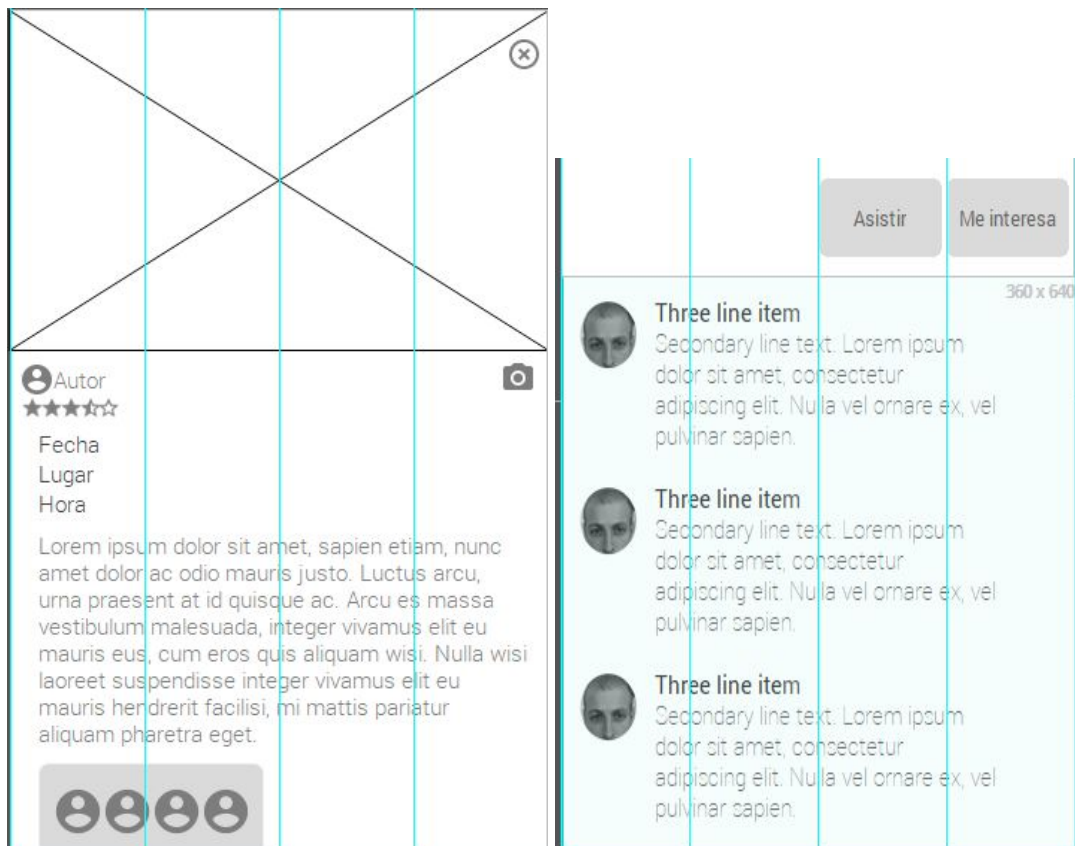 Autor
Fecha
Lugar
Hora
Lorem ipsum dolor sit amet, sapien etiam, nunc
amet dolor ac odio mauris justo. Luctus arcu,
urna praesent at id quisque ac. Arcu es massa
vestibulum malesuada, integer vivamus elit eu
mauris eus, cum eros quis aliquam wisi. Nulla wisi
laoreet suspendisse integer vivamus elit eu
mauris hendrerit facilisi, mi mattis pariatur
aliquam pharetra eget.
Asistir
Me interesa
360 x 640
Three line item
Secondary line text. Lorem ipsum
dolor sit amet, consectetur
adipiscing elit. Nulla vel ornare ex, vel
pulvinar sapien.
Three line item
Secondary line text. Lorem ipsum
dolor sit amet, consectetur
adipiscing elit. Nulla vel ornare ex, vel
pulvinar sapien.
Three line item
Secondary line text. Lorem ipsum
dolor sit amet, consectetur
adipiscing elit. Nulla vel ornare ex, vel
pulvinar sapien.